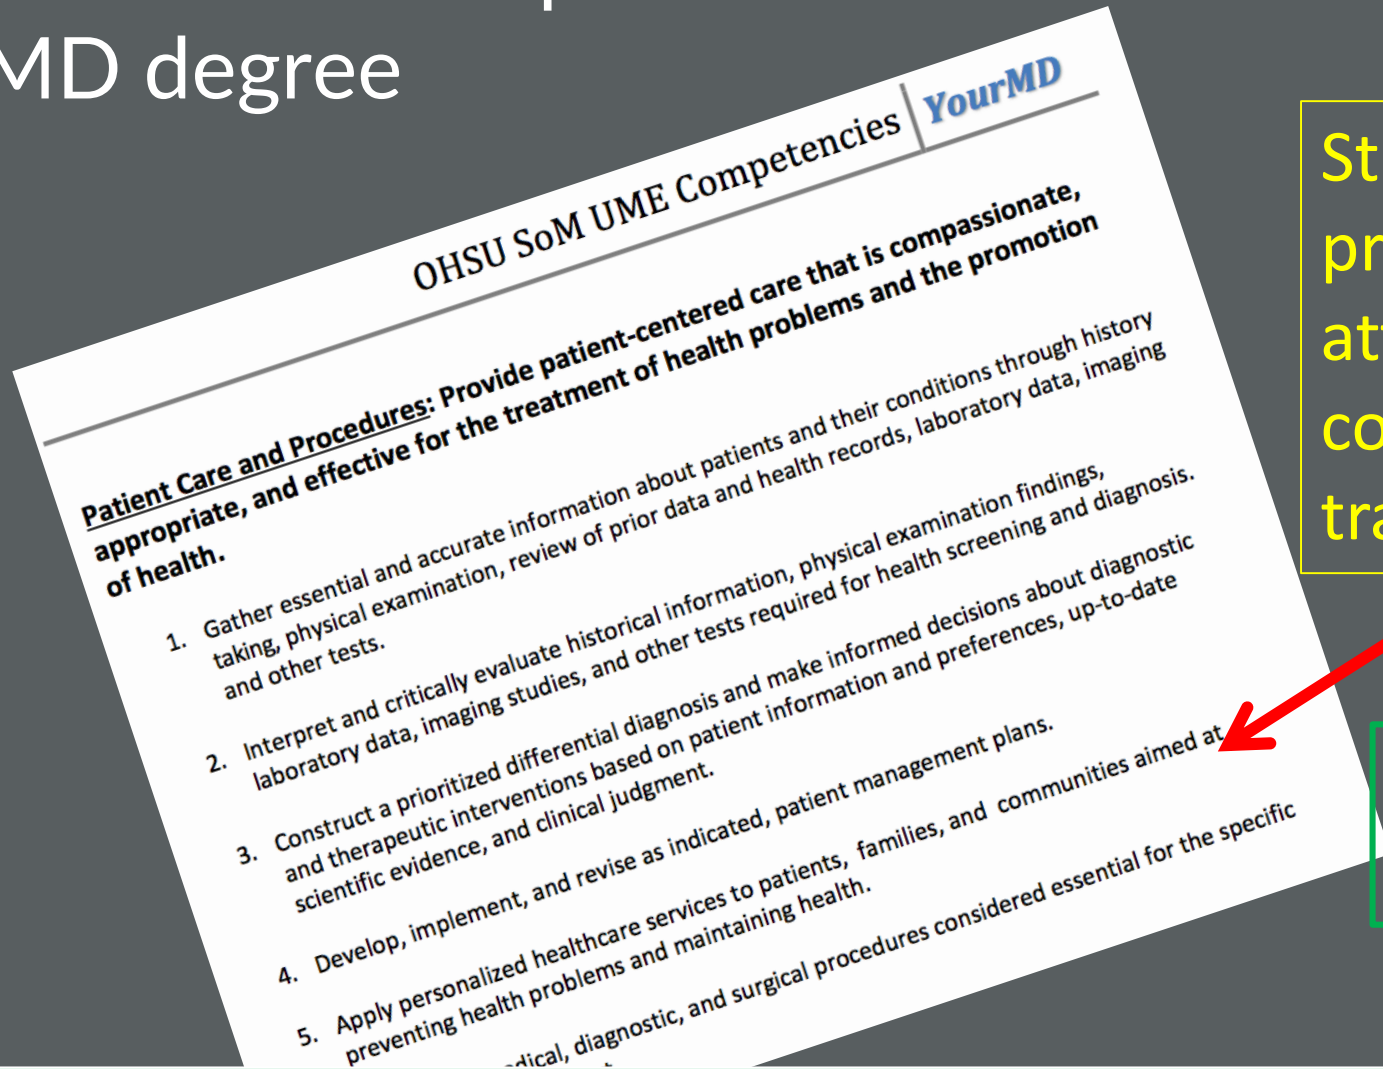 MD degree
OHSU SoM UME Competencies
YourMD
Patient Care and Procedures: Provide patient-centered care that is compassionate,
appropriate, and effective for the treatment of health problems and the promotion
of health.
1. Gather essential and accurate information about patients and their conditions through history
taking, physical examination, review of prior data and health records, laboratory data, imaging
and other tests.
2. Interpret and critically evaluate historical information, physical examination findings,
laboratory data, imaging studies, and other tests required for health screening and diagnosis.
3. Construct a prioritized differential diagnosis and make informed decisions about diagnostic
and therapeutic interventions based on patient information and preferences, up-to-date
scientific evidence, and clinical judgment.
4. Develop, implement, and revise as indicated, patient management plans.
5. Apply personalized healthcare services to patients, families, and communities aimed at
preventing health problems and maintaining health.
diagnostic, and surgical procedures considered essential for the specific